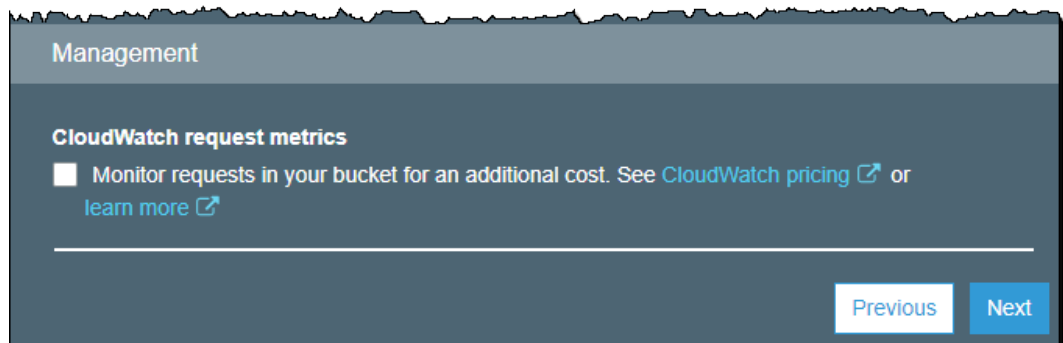 Management
CloudWatch request metrics
Monitor requests in your bucket for an additional cost. See CloudWatch pricing or
learn more
Previous Next